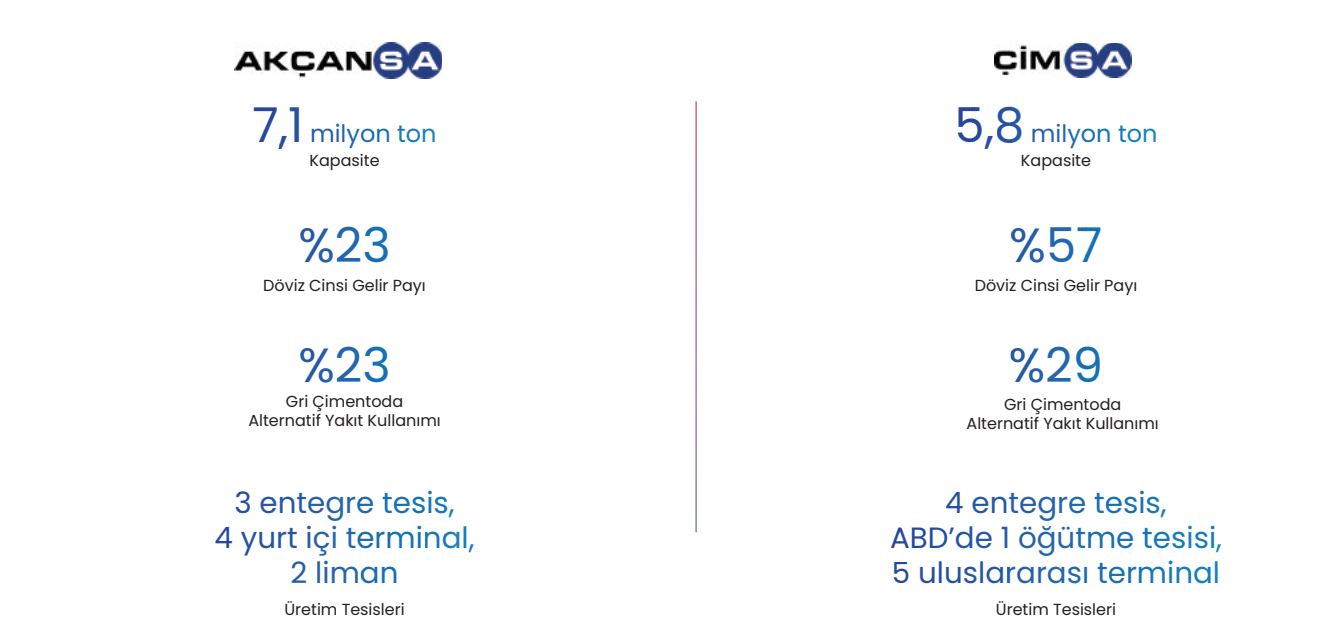 AKÇANSA
7,1 milyon ton
Kapasite
%23
Döviz Cinsi Gelir Payı
%23
Gri Çimentoda
Alternatif Yakıt Kullanımı
3 entegre tesis,
4 yurt içi terminal,
2 liman
Üretim Tesisleri
ÇİMSA
5,8 milyon ton
Kapasite
%57
Döviz Cinsi Gelir Payı
%29
Gri Çimentoda
Alternatif Yakıt Kullanımı
4 entegre tesis,
ABD’de 1 öğütme tesisi,
5 uluslararası terminal
Üretim Tesisleri